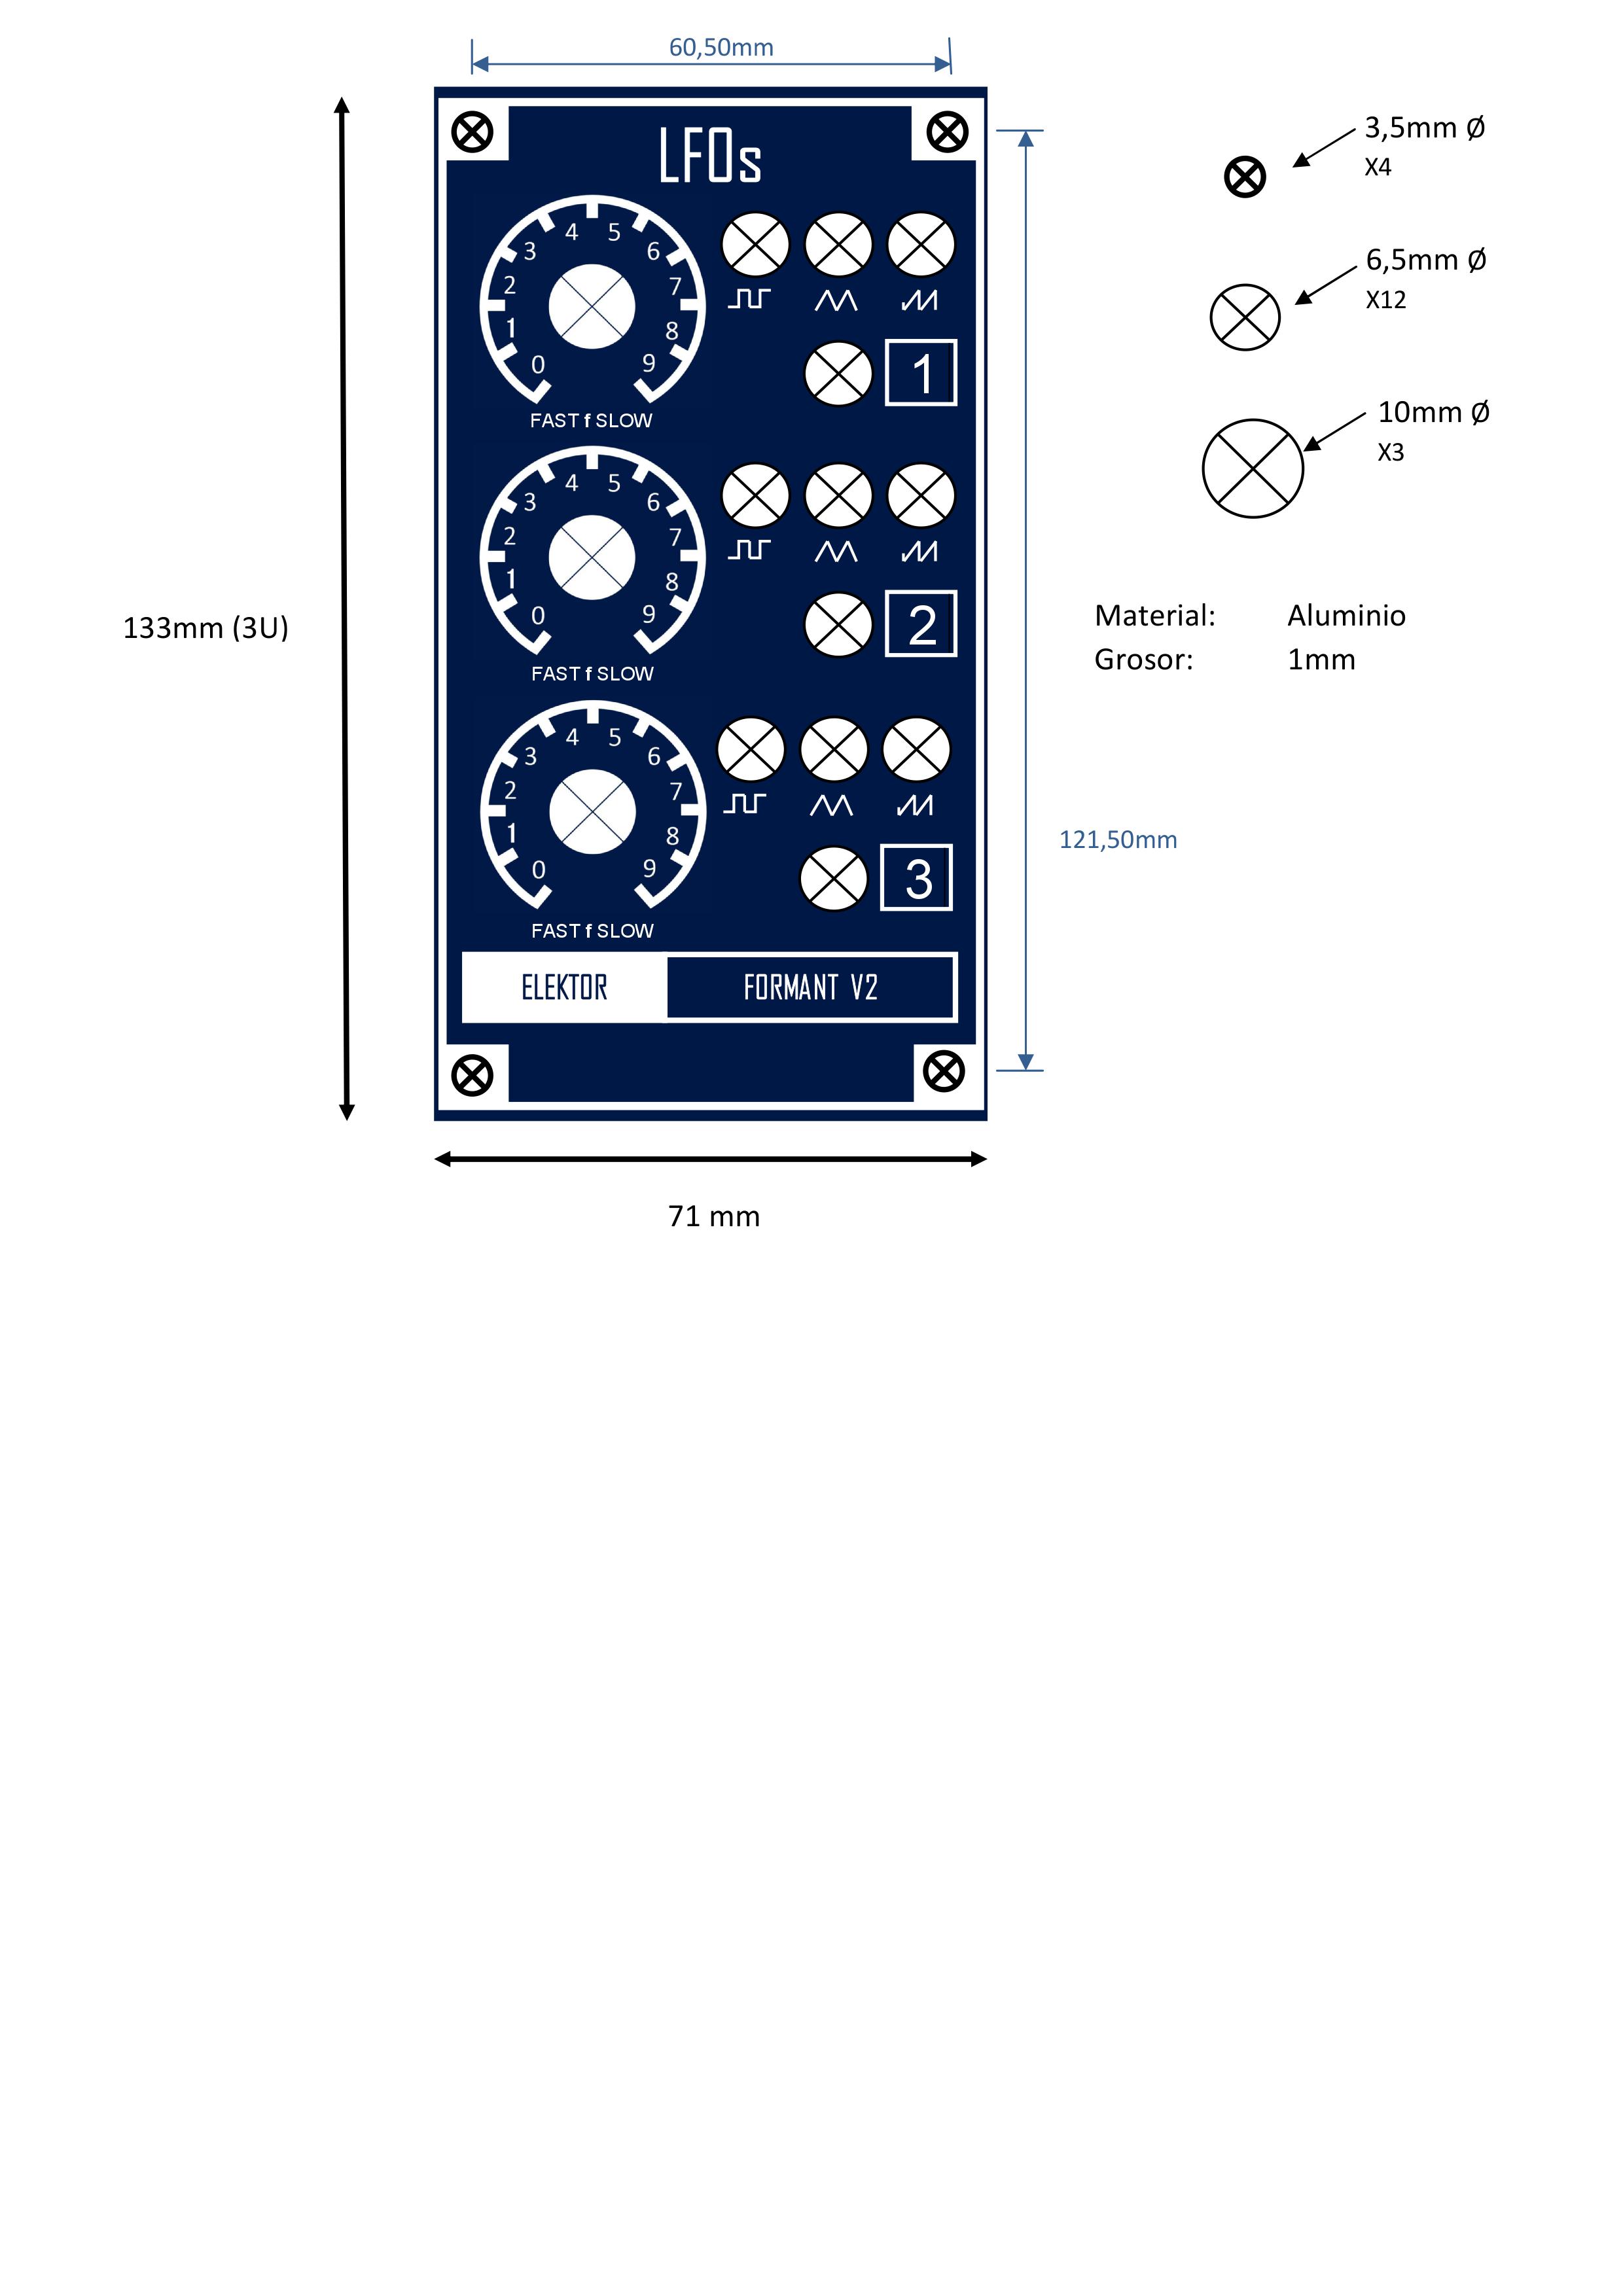 60,50mm
LFOs
3,5mm Ø
X4
6,5mm Ø
X12
10mm Ø
X3
0 1 2 3 4 5 6 7 8 9
FAST f SLOW
1
0 1 2 3 4 5 6 7 8 9
FAST f SLOW
2
0 1 2 3 4 5 6 7 8 9
FAST f SLOW
3
133mm (3U)
Material: Aluminio
Grosor: 1mm
121,50mm
ELEKTOR FORMANT V2
71 mm